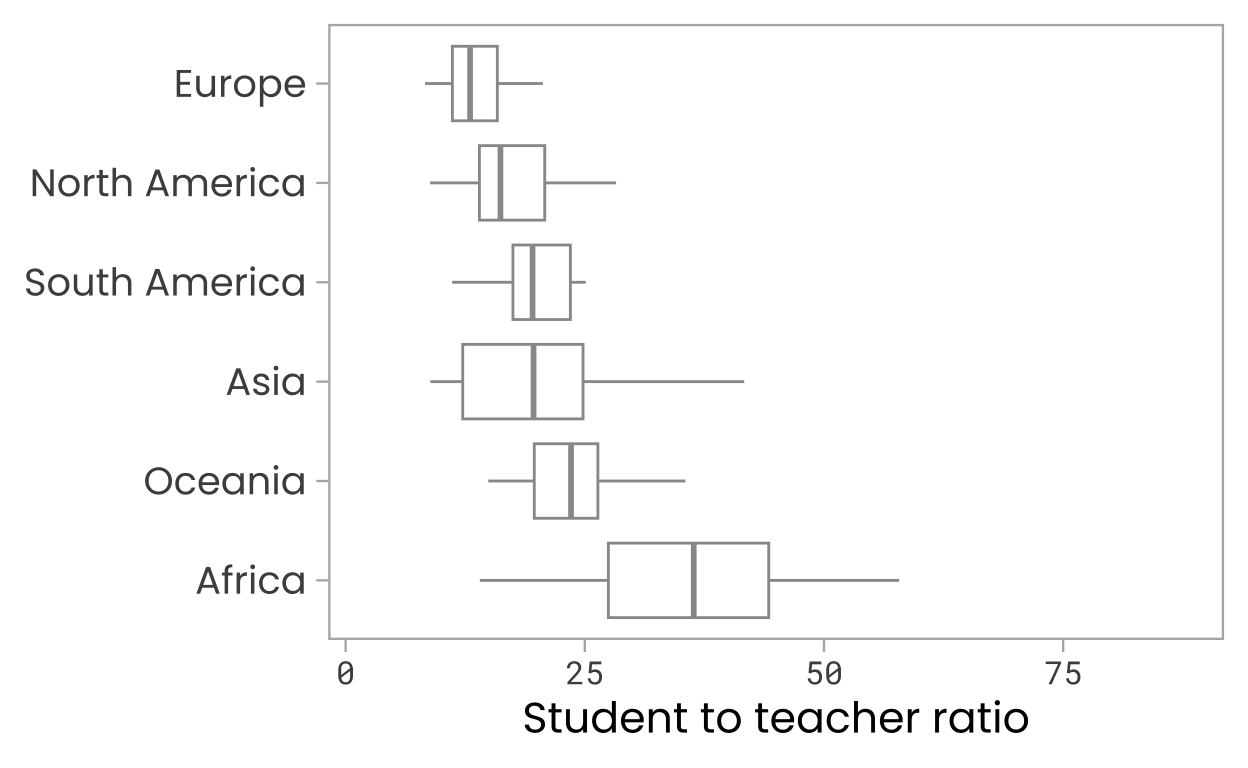 Europe
North America
South America
Asia
Oceania
Africa
0 25 50 75
Student to teacher ratio